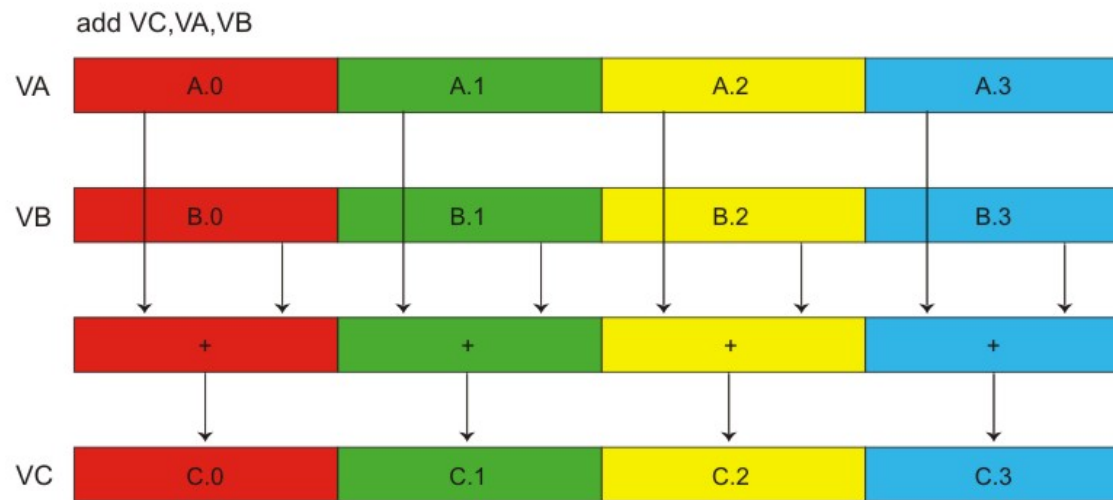 add VC,VA,VB
VA A.0 A.1 A.2 A.3
VB B.0 B.1 B.2 B.3
+ + + +
VC C.0 C.1 C.2 C.3